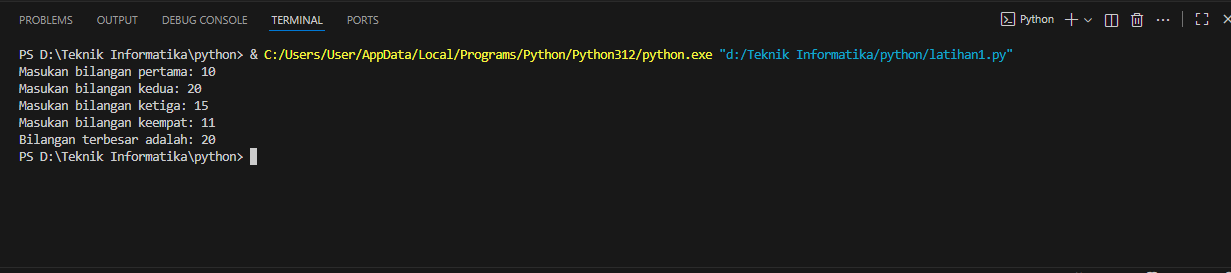 PROBLEMS OUTPUT DEBUG CONSOLE TERMINAL PORTS Python
PS D:\Teknik Informatika\python> & C:/Users/User/AppData/Local/Programs/Python/Python312/python.exe "d:/Teknik Informatika/python/latihan1.py"
Masukan bilangan pertama: 10
Masukan bilangan kedua: 20
Masukan bilangan ketiga: 15
Masukan bilangan keempat: 11
Bilangan terbesar adalah: 20
PS D:\Teknik Informatika\python>